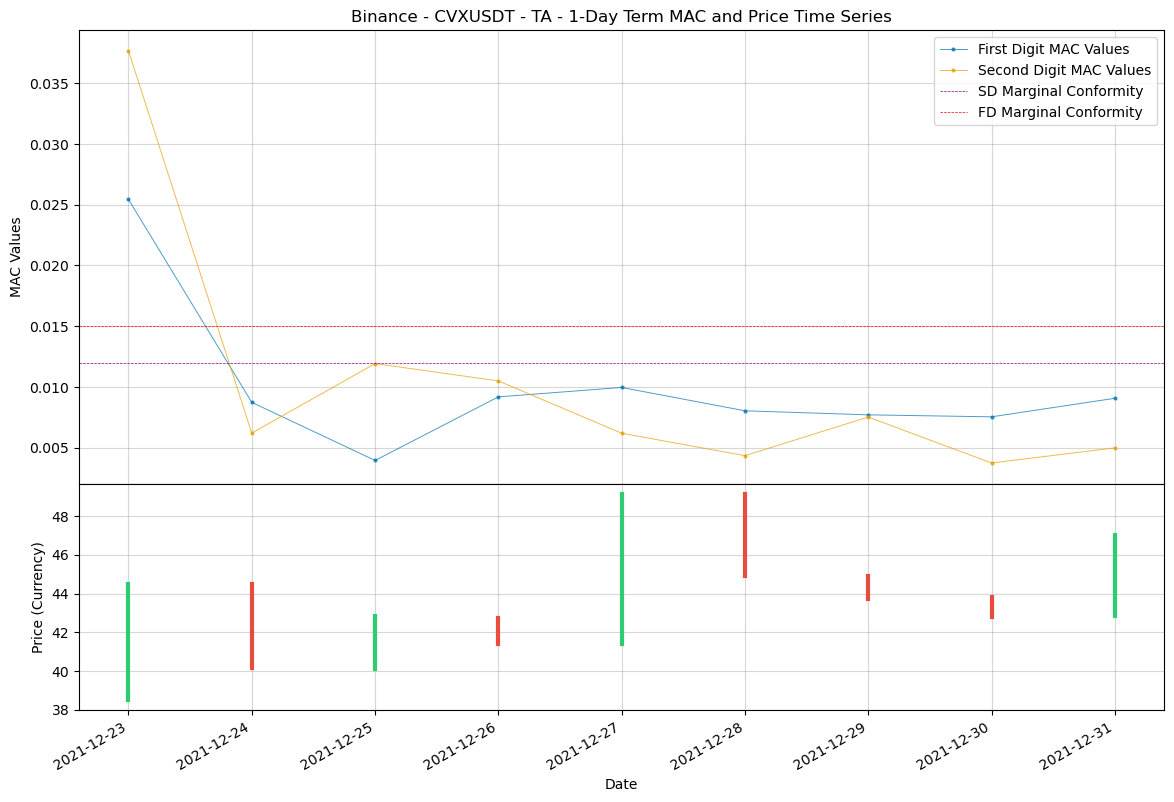 Binance - CVXUSDT - TA - 1-Day Term MAC and Price Time Series
First Digit MAC Values
Second Digit MAC Values
SD Marginal Conformity
FD Marginal Conformity
MAC Values
0.035
0.030
0.025
0.020
0.015
0.010
0.005
Price (Currency)
48
46
44
42
40
38
2021-12-23
2021-12-24
2021-12-25
2021-12-26
2021-12-27
2021-12-28
2021-12-29
2021-12-30
2021-12-31
Date